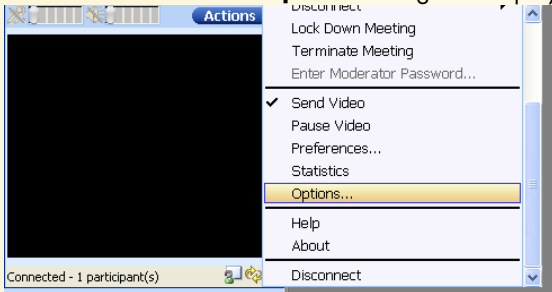 Disconnect
Actions
Lock Down Meeting
Terminate Meeting
Enter Moderator Password...
Send Video
Pause Video
Preferences...
Statistics
Options...
Help
About
Connected - 1 participant(s)
Disconnect